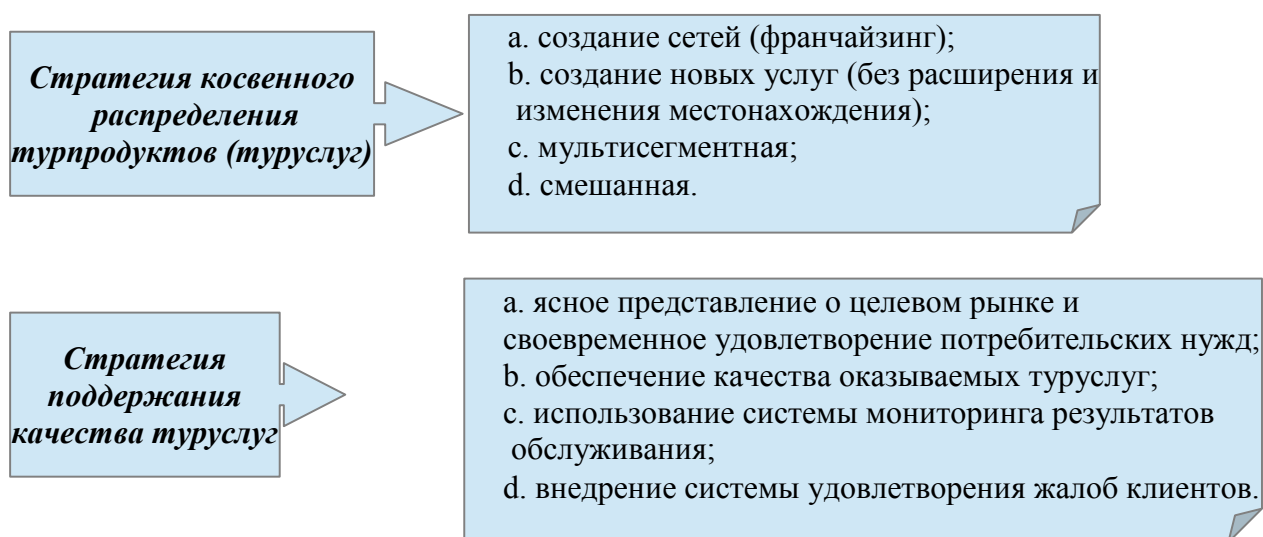 Стратегия косвенного
распределения
турпродуктов (туруслуг)
a. создание сетей (франчайзинг);
b. создание новых услуг (без расширения и
изменения местонахождения);
c. мультисегментная;
d. смешанная.
Стратегия
поддержания
качества туруслуг
a. ясное представление о целевом рынке и
своевременное удовлетворение потребительских нужд;
b. обеспечение качества оказываемых туруслуг;
c. использование системы мониторинга результатов
обслуживания;
d. внедрение системы удовлетворения жалоб клиентов.